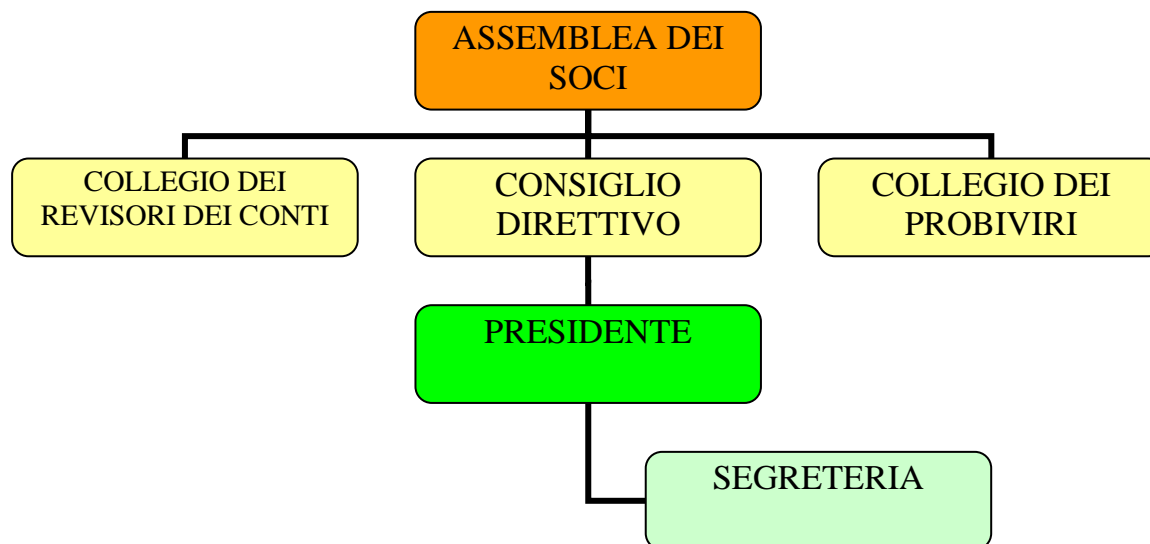 ASSEMBLEA DEI
SOCI
COLLEGIO DEI
REVISORI DEI CONTI
CONSIGLIO
DIRETTIVO
COLLEGIO DEI
PROBIVIRI
PRESIDENTE
SEGRETERIA